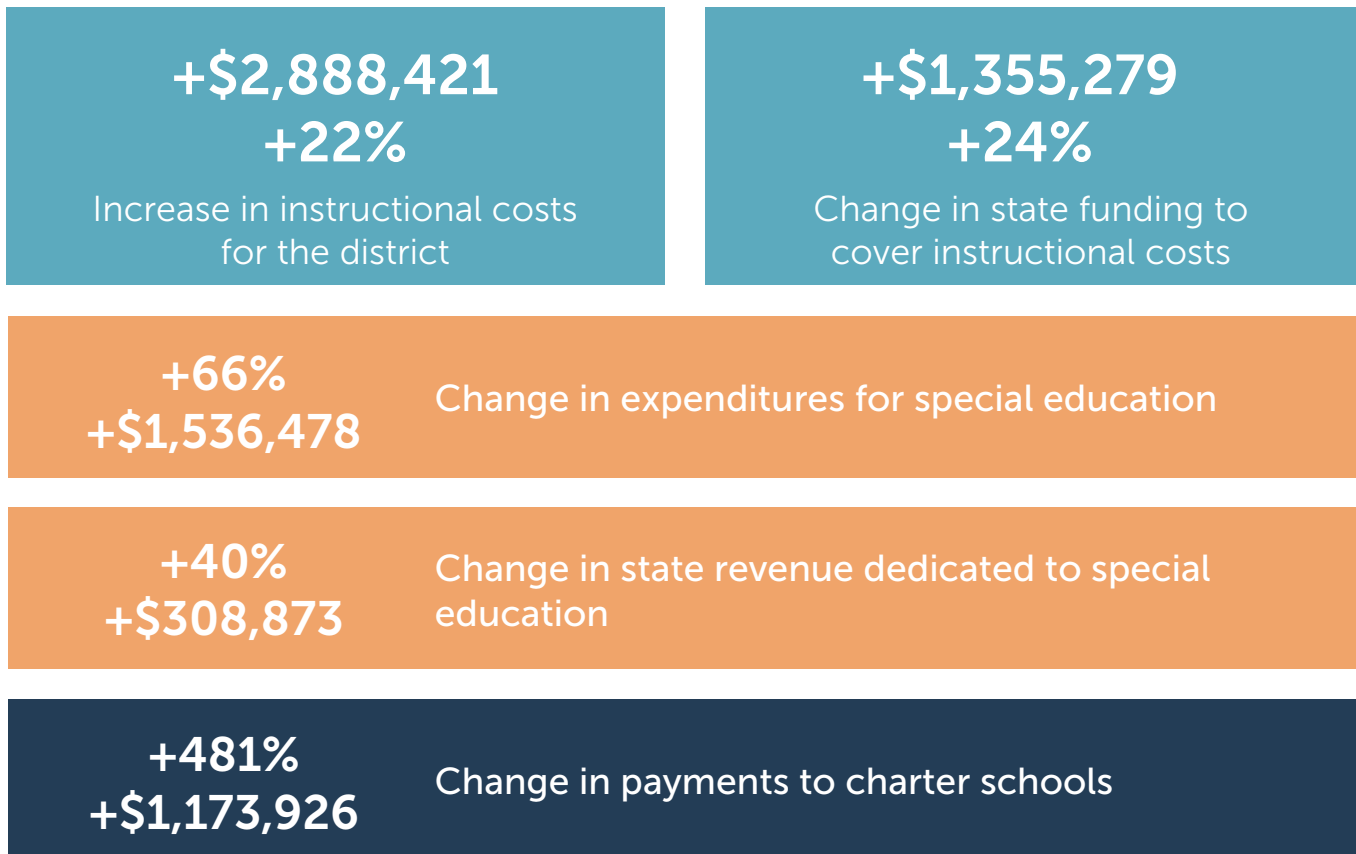 +$2,888,421
+22%
Increase in instructional costs
for the district
+$1,355,279
+24%
Change in state funding to
cover instructional costs
+66%
+$1,536,478
Change in expenditures for special education
+40%
+$308,873
Change in state revenue dedicated to special
education
+481%
+$1,173,926
Change in payments to charter schools